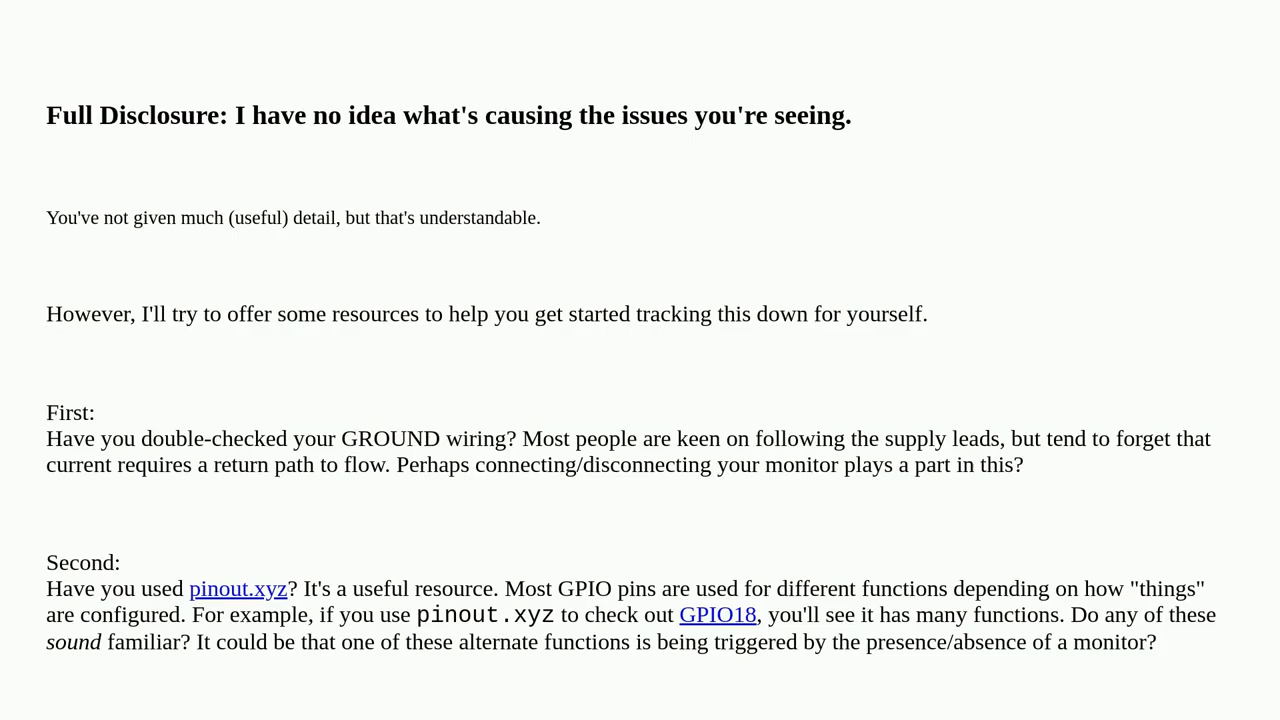 Full Disclosure: I have no idea what's causing the issues you're seeing.
You've not given much (useful) detail, but that's understandable.
However, I'll try to offer some resources to help you get started tracking this down for yourself.
First:
Have you double-checked your GROUND wiring? Most people are keen on following the supply leads, but tend to forget that
current requires a return path to flow. Perhaps connecting/disconnecting your monitor plays a part in this?
Second:
Have you used pinout.xyz? It's a useful resource. Most GPIO pins are used for different functions depending on how "things"
are configured. For example, if you use pinout.xyz to check out GPIO18, you'll see it has many functions. Do any of these
sound familiar? It could be that one of these alternate functions is being triggered by the presence/absence of a monitor?